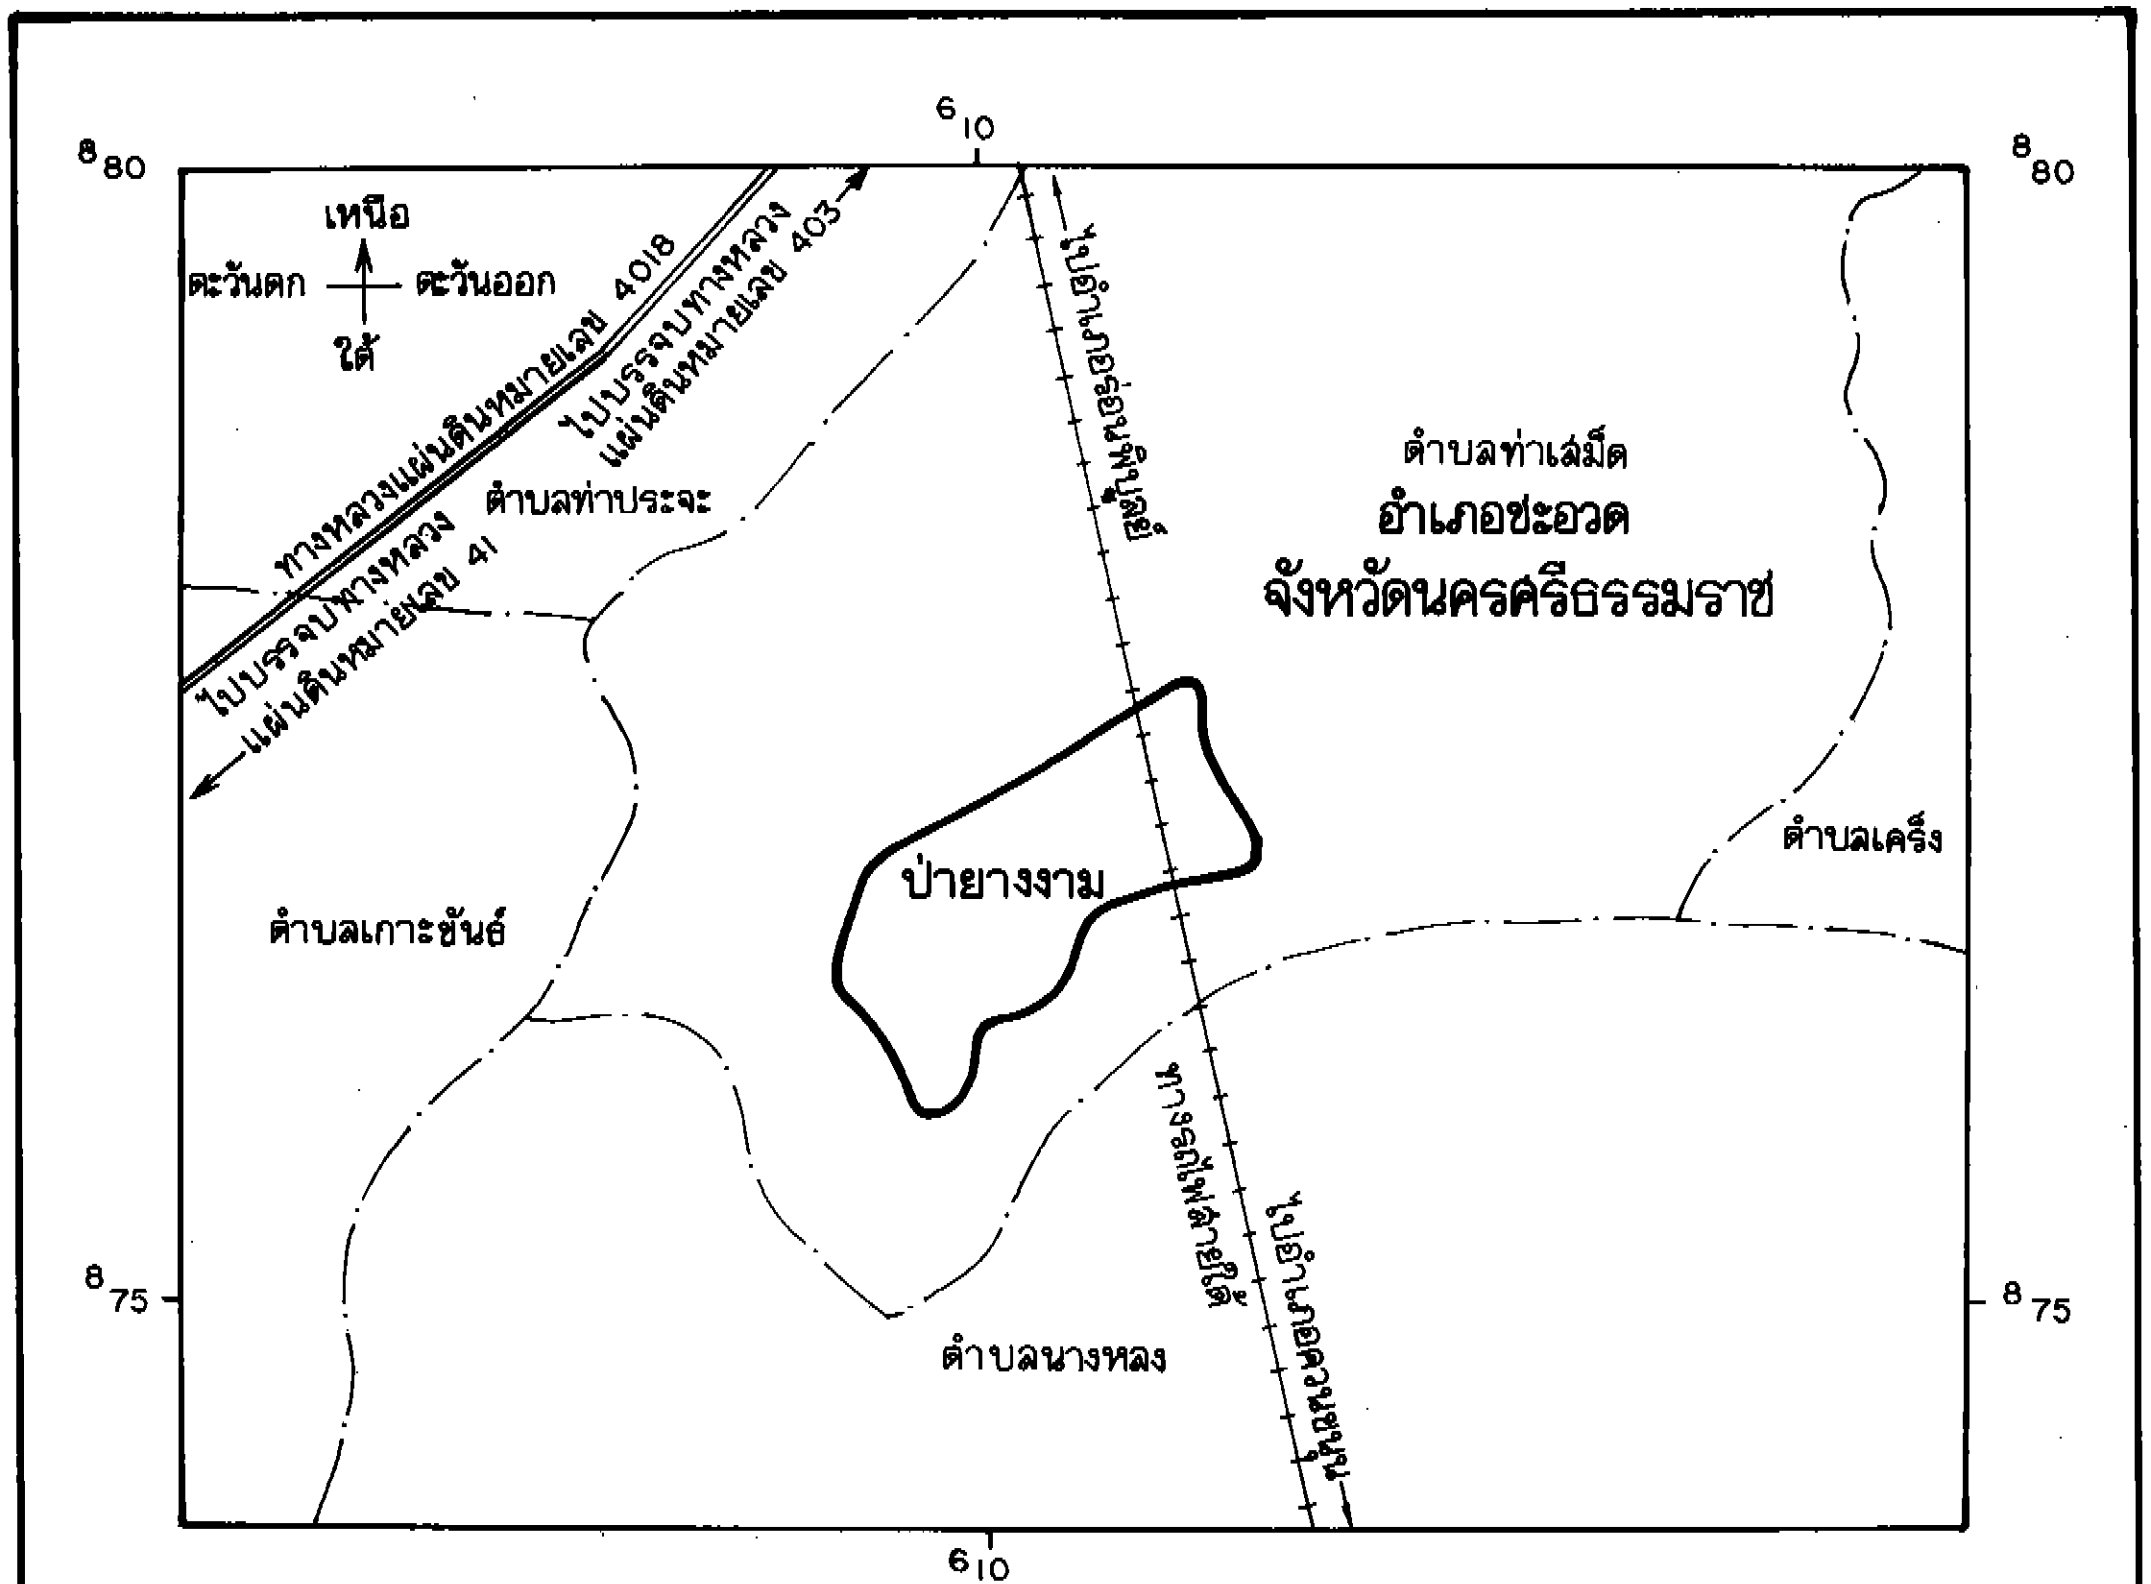 6 10
8 80
8 80
เหนือ
ตะวันตก
ตะวันออก
ใต้
ทางหลวงแผ่นดินหมายเลข 4018
ไปบรรจบทางหลวง
แผ่นดินหมายเลข 403
ไปอำเภอร่อนพิบูลย์
ตำบลท่าประจะ
ตำบลท่าเสม็ด
อำเภอชะอวด
จังหวัดนครศรีธรรมราช
ไปบรรจบทางหลวง
แผ่นดินหมายเลข 41
ตำบลเคร็ง
ป่ายางงาม
ตำบลเกาะขันธ์
ทางรถไฟสายใต้
ไปอำเภอควนขนุน
8 75
8 75
ตำบลนางหลง
6 10